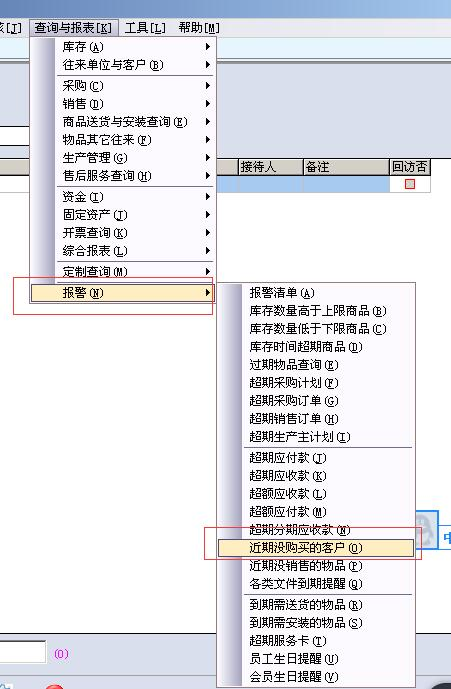 [J] 查询与报表[K] 工具[L] 帮助[M]
库存(A)
往来单位与客户(B)
采购(C)
销售(D)
商品送货与安装查询(E)
物品其它往来(F)
生产管理(G)
售后服务查询(H)
资金(I)
固定资产(J)
开票查询(K)
综合报表(L)
定制查询(M)
报警(N)
接待人 备注 回访否
报警清单(A)
库存数量高于上限商品(B)
库存数量低于下限商品(C)
库存时间超期商品(D)
过期物品查询(E)
超期采购计划(F)
超期采购订单(G)
超期销售订单(H)
超期生产主计划(I)
超期应付款(J)
超期应收款(K)
超额应收款(L)
超额应付款(M)
超期分期应收款(N)
近期没购买的客户(O)
近期没销售的物品(P)
各类文件到期提醒(Q)
到期需送货的物品(R)
到期需安装的物品(S)
超期服务卡(T)
员工生日提醒(U)
会员生日提醒(V)
(0)